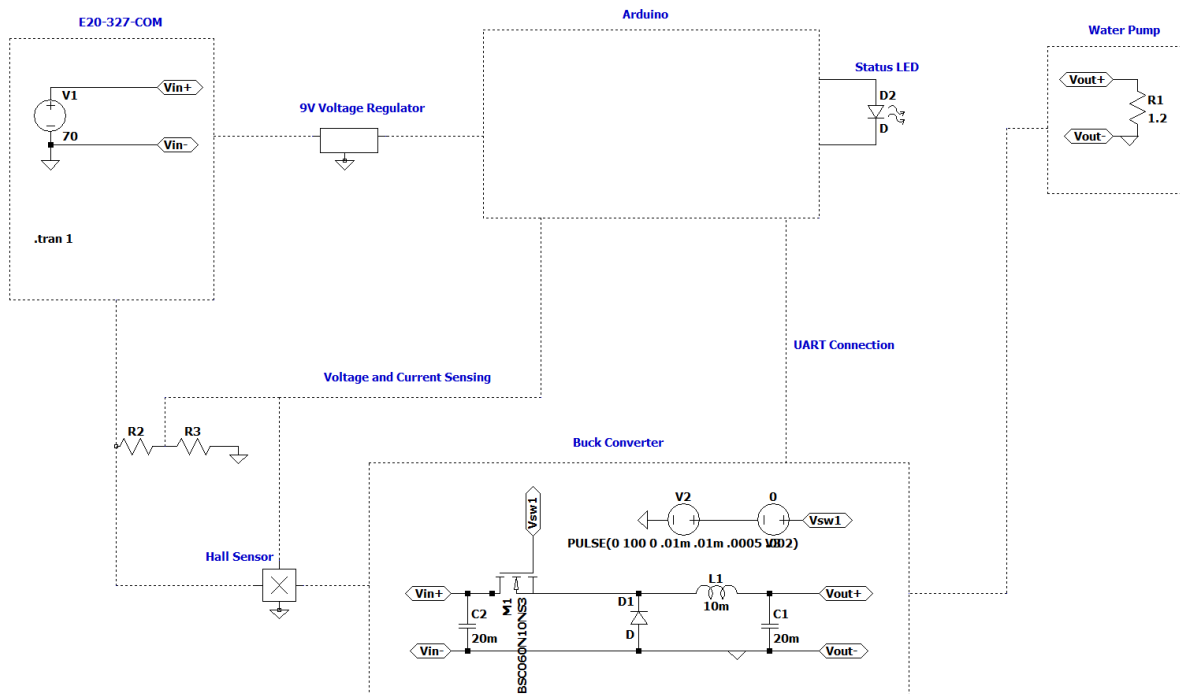 E20-327-COM
V1
70
Vin+
Vin-
.tran 1
9V Voltage Regulator
Arduino
Status LED
D2
D
Water Pump
Vout+
Vout-
R1
1.2
UART Connection
Voltage and Current Sensing
R2
R3
Hall Sensor
Buck Converter
Vsw1
V2
0
Vsw1
PULSE(0 100 0 .01m .01m .0005 .002)
V3
Vin+
Vin-
C2
20m
M1
BSC060N10NS3
D1
D
L1
10m
C1
20m
Vout+
Vout-